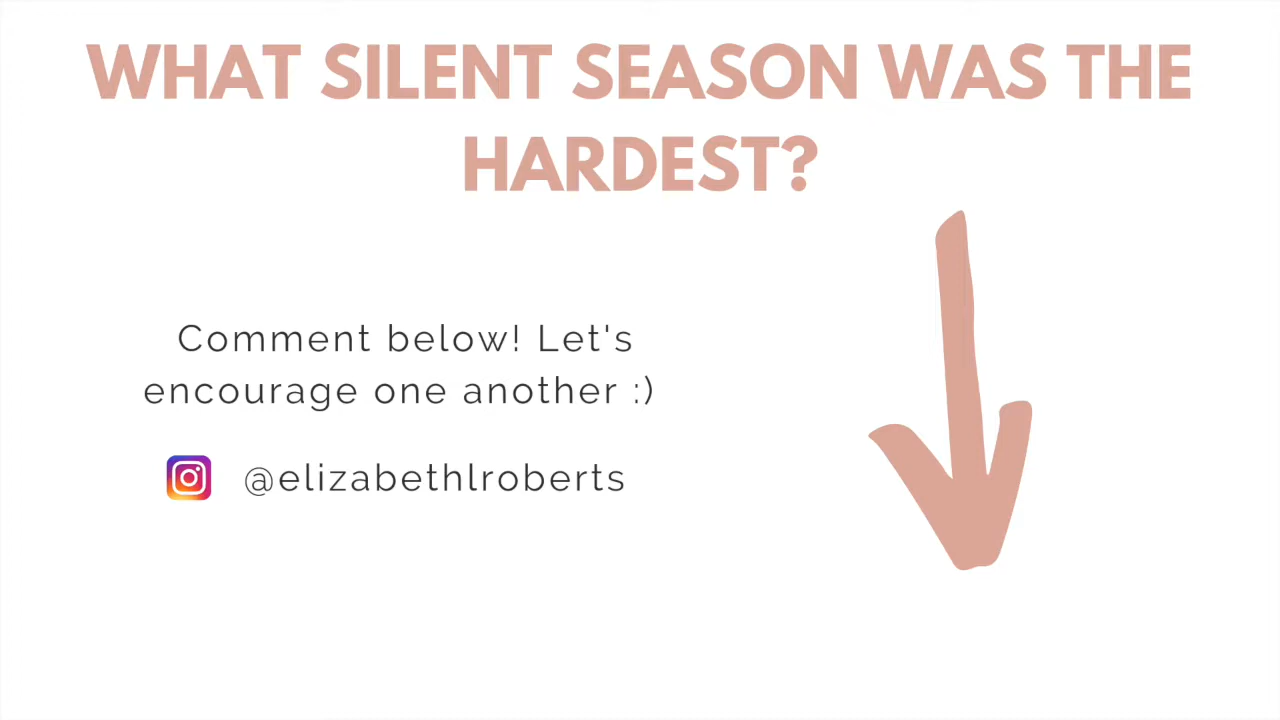 WHAT SILENT SEASON WAS THE
HARDEST?
Comment below! Let's
encourage one another :)
@elizabethlroberts